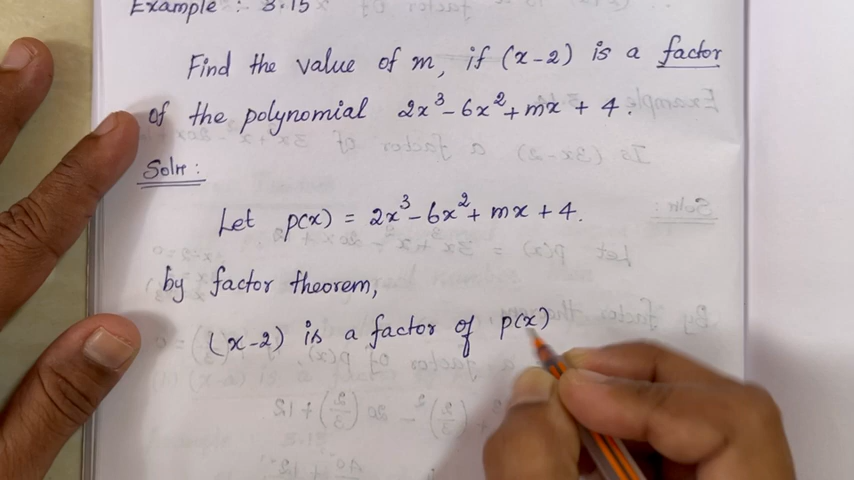 Example : 3.15
Find the value of m, if (x-2) is a factor
of the polynomial 2x³-6x²+mx+4.
Soln:
Let p(x) = 2x³-6x²+mx+4.
by factor theorem,
(x-2) is a factor of p(x)